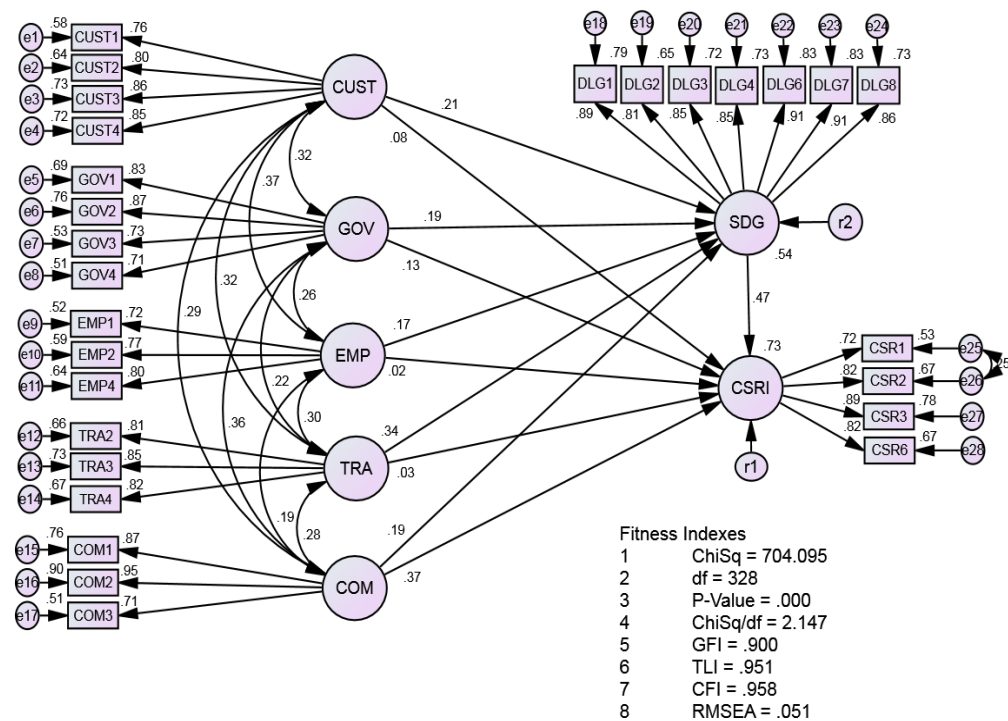 e1 .58 CUST1 .76
e2 .64 CUST2 .80
e3 .73 CUST3 .86
e4 .72 CUST4 .85
CUST
.21
.08
.32
.37
e5 .69 GOV1 .83
e6 .76 GOV2 .87
e7 .53 GOV3 .73
e8 .51 GOV4 .71
GOV
.19
.13
.32
.26
.29
e9 .52 EMP1 .72
e10 .59 EMP2 .77
e11 .64 EMP4 .80
EMP
.17
.02
.22
.36
.30
e12 .66 TRA2 .81
e13 .73 TRA3 .85
e14 .67 TRA4 .82
TRA
.34
.03
.19
.28
e15 .76 COM1 .87
e16 .90 COM2 .95
e17 .51 COM3 .71
COM
.19
.37
e18 e19 e20 e21 e22 e23 e24
.79 .65 .72 .73 .83 .83 .73
DLG1 DLG2 DLG3 DLG4 DLG6 DLG7 DLG8
.89 .81 .85 .85 .91 .91 .86
SDG
r2
.54
.47
.73
CSRI
r1
.72 CSR1 .53 e25
.82 CSR2 .67 e26
.25
.89 CSR3 .78 e27
.82 CSR6 .67 e28
Fitness Indexes
1 ChiSq = 704.095
2 df = 328
3 P-Value = .000
4 ChiSq/df = 2.147
5 GFI = .900
6 TLI = .951
7 CFI = .958
8 RMSEA = .051